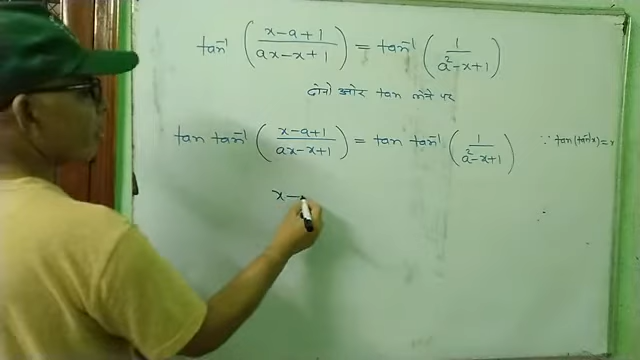 tan⁻¹ ( (x-a+1)/(ax-x+1) ) = tan⁻¹ ( 1/(a²-x+1) )
दोनों ओर tan लेने पर
tan tan⁻¹ ( (x-a+1)/(ax-x+1) ) = tan tan⁻¹ ( 1/(a²-x+1) ) ∵ tan(tan⁻¹x)=x
x-